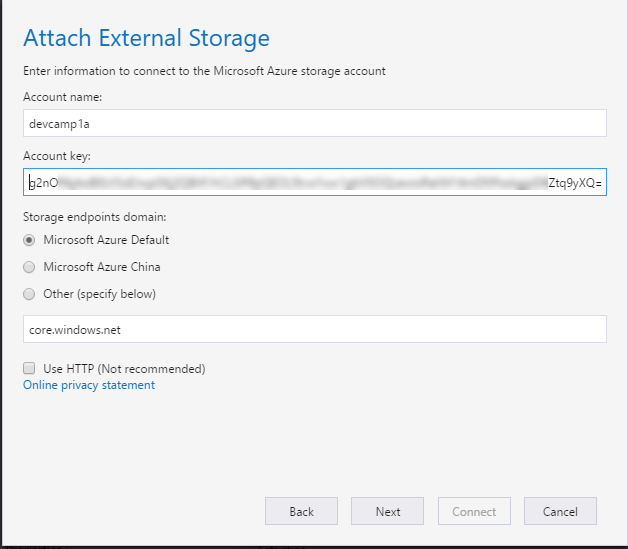 Attach External Storage
Enter information to connect to the Microsoft Azure storage account
Account name:
devcamp1a
Account key:
g2nO Ztq9yXQ=
Storage endpoints domain:
Microsoft Azure Default
Microsoft Azure China
Other (specify below)
core.windows.net
Use HTTP (Not recommended)
Online privacy statement
Back Next Connect Cancel